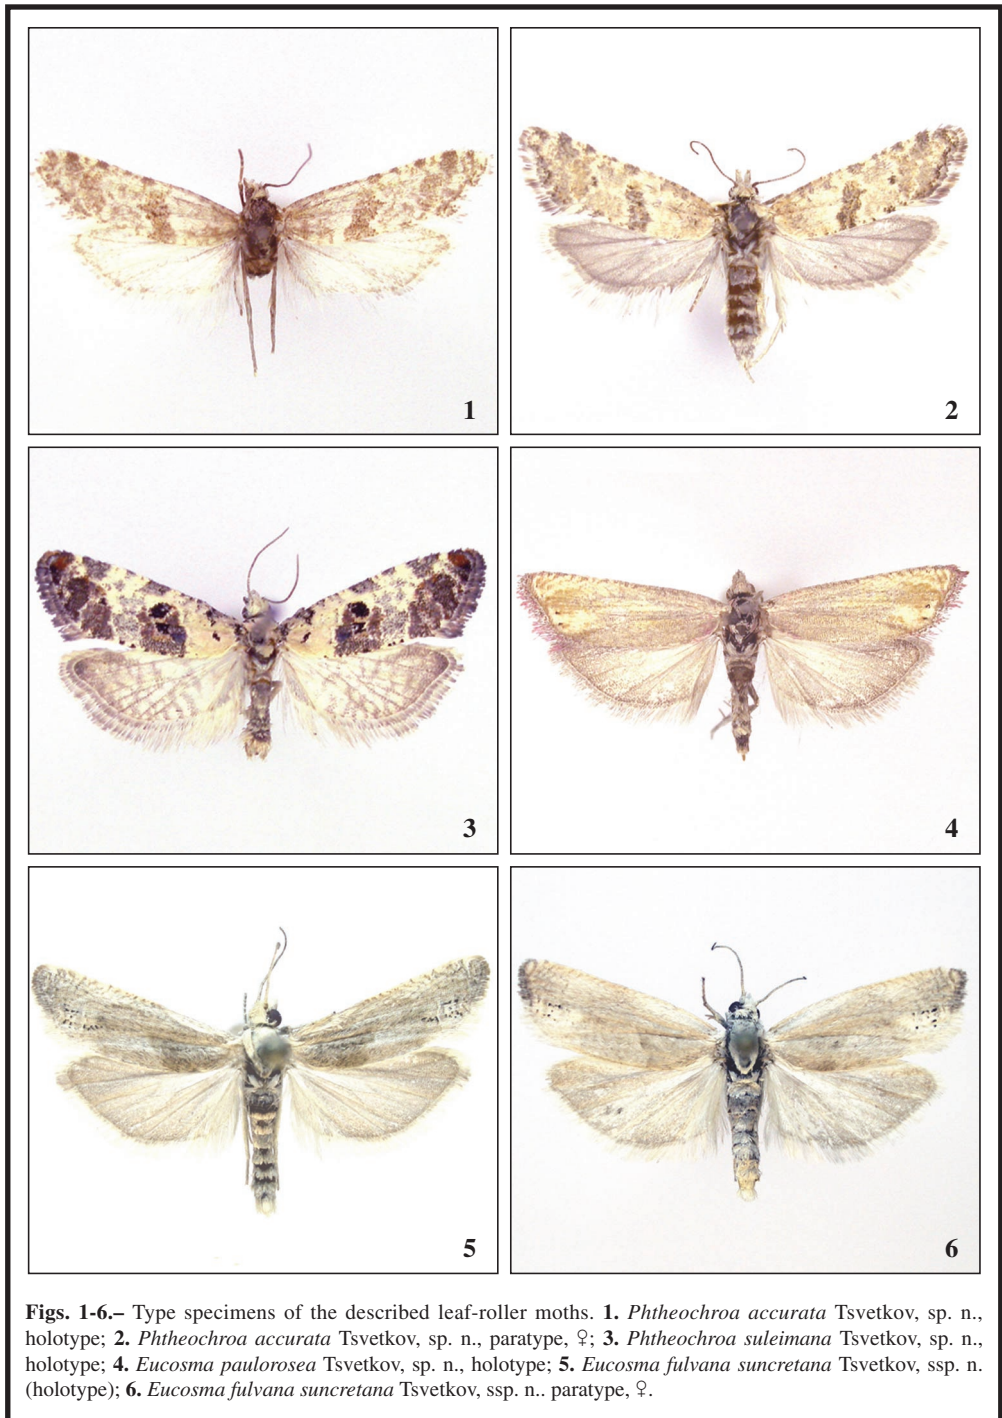 1
2
3
4
5
6
Figs. 1-6.– Type specimens of the described leaf-roller moths. 1. Phtheochroa accurata Tsvetkov, sp. n.,
holotype; 2. Phtheochroa accurata Tsvetkov, sp. n., paratype, ♀; 3. Phtheochroa suleimana Tsvetkov, sp. n.,
holotype; 4. Eucosma paulorosea Tsvetkov, sp. n., holotype; 5. Eucosma fulvana suncretana Tsvetkov, ssp. n.
(holotype); 6. Eucosma fulvana suncretana Tsvetkov, ssp. n.. paratype, ♀.